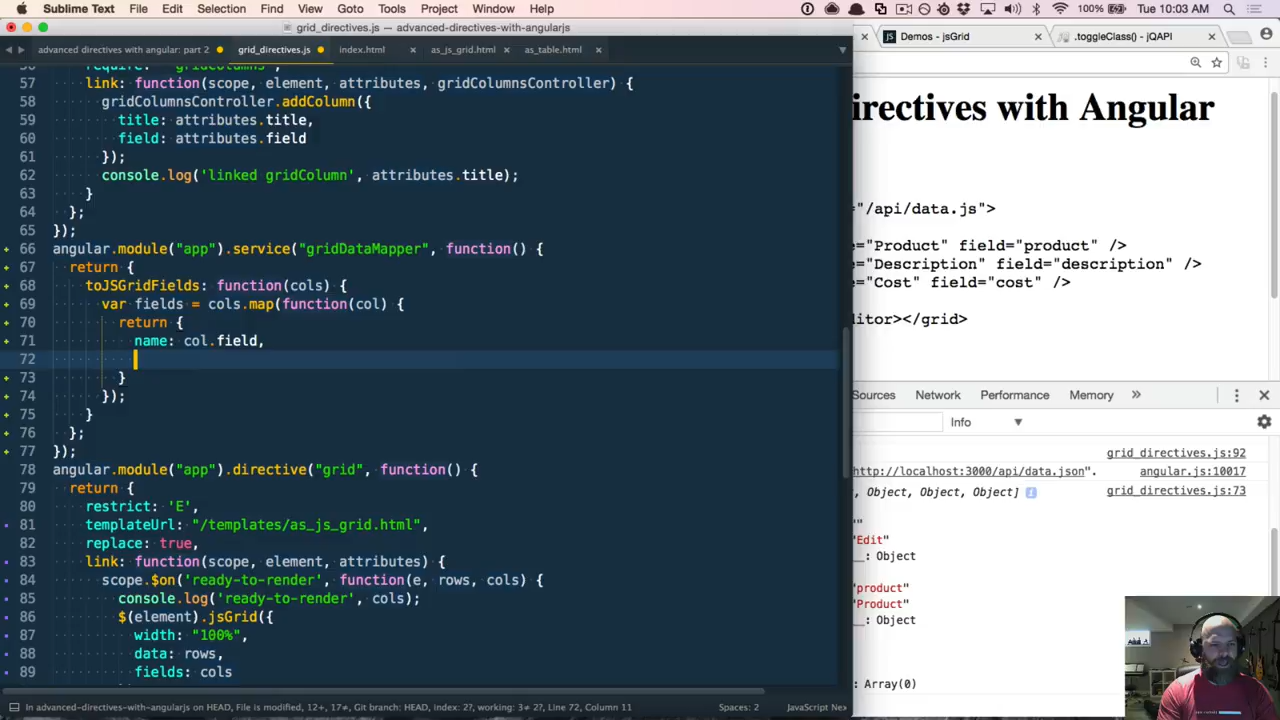 Sublime Text File Edit Selection Find View Goto Tools Project Window Help 100% Tue 10:03 AM
grid_directives.js — advanced-directives-with-angularjs
advanced directives with angular: part 2 grid_directives.js index.html as_js_grid.html as_table.html
Demos - jsGrid .toggleClass() | jQAPI
56 require: "^gridColumns",
57 link: function(scope, element, attributes, gridColumnsController) {
58 gridColumnsController.addColumn({
59 title: attributes.title,
60 field: attributes.field
61 });
62 console.log('linked gridColumn', attributes.title);
63 }
64 };
65 });
66 angular.module("app").service("gridDataMapper", function() {
67 return {
68 toJSGridFields: function(cols) {
69 var fields = cols.map(function(col) {
70 return {
71 name: col.field,
72
73 }
74 });
75 }
76 };
77 });
78 angular.module("app").directive("grid", function() {
79 return {
80 restrict: 'E',
81 templateUrl: "/templates/as_js_grid.html",
82 replace: true,
83 link: function(scope, element, attributes) {
84 scope.$on('ready-to-render', function(e, rows, cols) {
85 console.log('ready-to-render', cols);
86 $(element).jsGrid({
87 width: "100%",
88 data: rows,
89 fields: cols
In advanced-directives-with-angularjs on HEAD, File is modified, 12+, 17≠, Git branch: HEAD, index: 2?, working: 3≠ 2?, Line 72, Column 11 Spaces: 2 JavaScript Nex
irectives with Angular
="/api/data.js">
e="Product" field="product" />
e="Description" field="description" />
e="Cost" field="cost" />
ditor></grid>
Sources Network Performance Memory
Info
grid_directives.js:92
http://localhost:3000/api/data.json". angular.js:10017
, Object, Object, Object] grid_directives.js:73
""
"Edit"
: Object
"product"
"Product"
: Object
: Array(0)